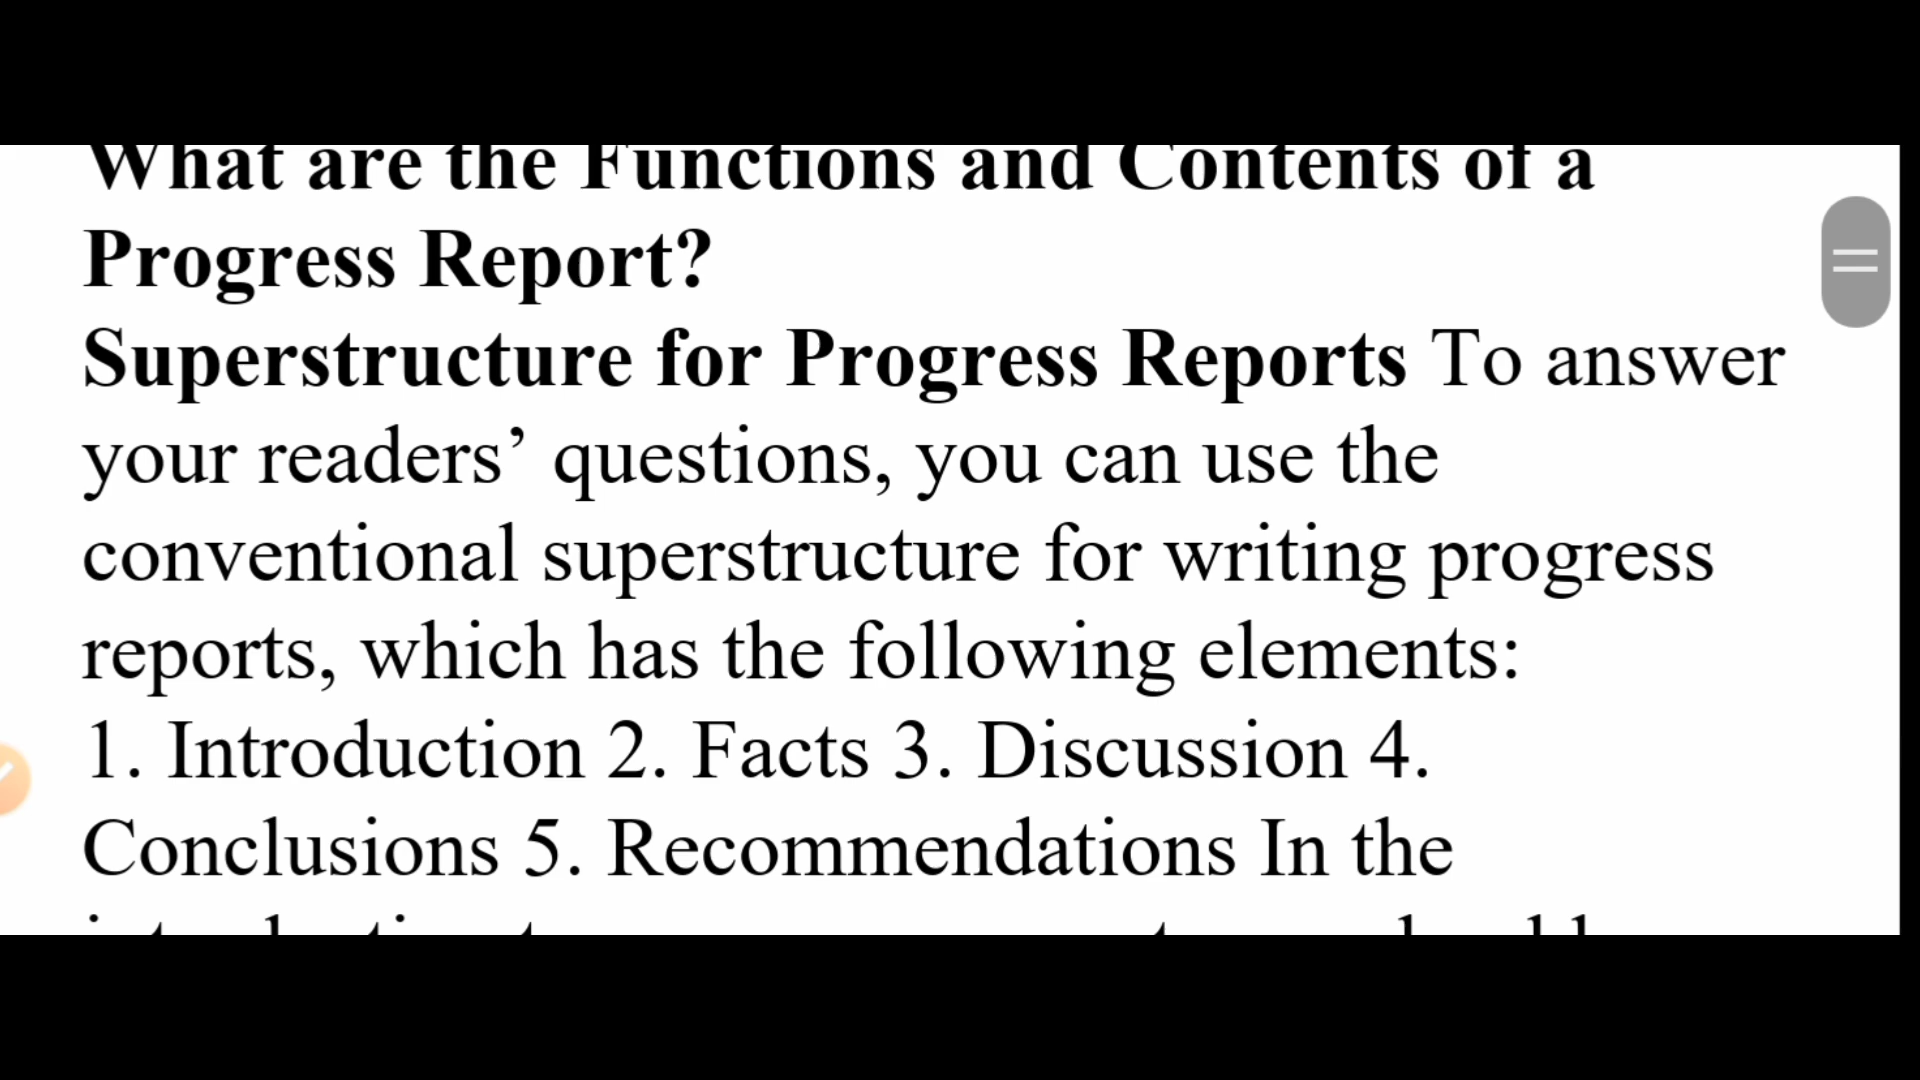 What are the Functions and Contents of a
Progress Report?
Superstructure for Progress Reports To answer
your readers’ questions, you can use the
conventional superstructure for writing progress
reports, which has the following elements:
1. Introduction 2. Facts 3. Discussion 4.
Conclusions 5. Recommendations In the